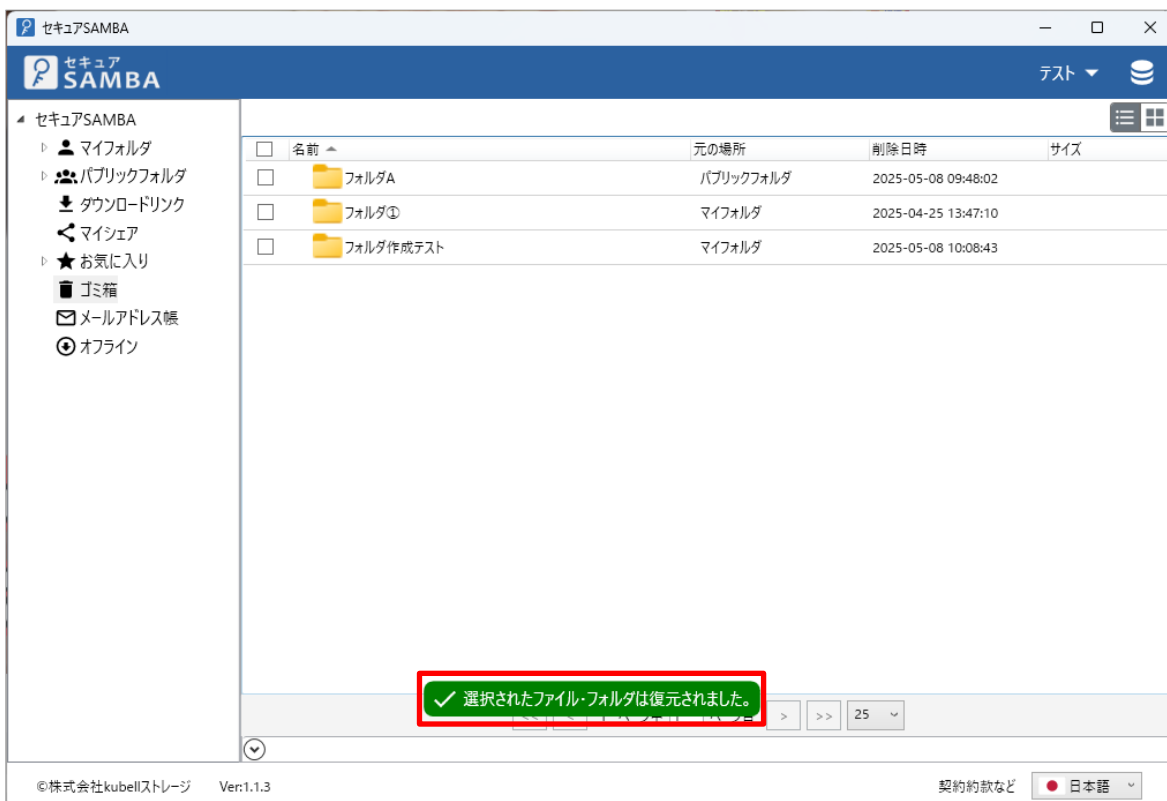 セキュアSAMBA
セキュア
SAMBA
テスト
セキュアSAMBA
マイフォルダ
パブリックフォルダ
ダウンロードリンク
マイシェア
お気に入り
ゴミ箱
メールアドレス帳
オフライン
名前 元の場所 削除日時 サイズ
フォルダA パブリックフォルダ 2025-05-08 09:48:02
フォルダ① マイフォルダ 2025-04-25 13:47:10
フォルダ作成テスト マイフォルダ 2025-05-08 10:08:43
選択されたファイル・フォルダは復元されました。
> >> 25
©株式会社kubellストレージ Ver:1.1.3 契約約款など 日本語